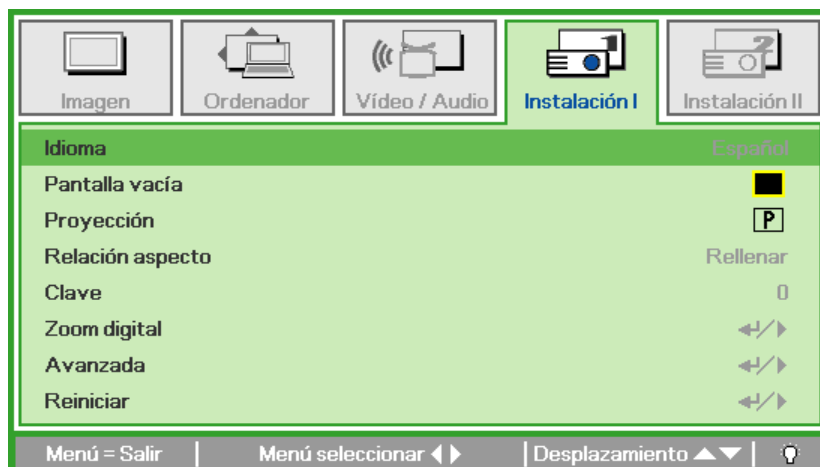 Imagen
Ordenador
Vídeo / Audio
Instalación I
Instalación II
Idioma Español
Pantalla vacía
Proyección P
Relación aspecto Rellenar
Clave 0
Zoom digital
Avanzada
Reiniciar
Menú = Salir | Menú seleccionar | Desplazamiento |